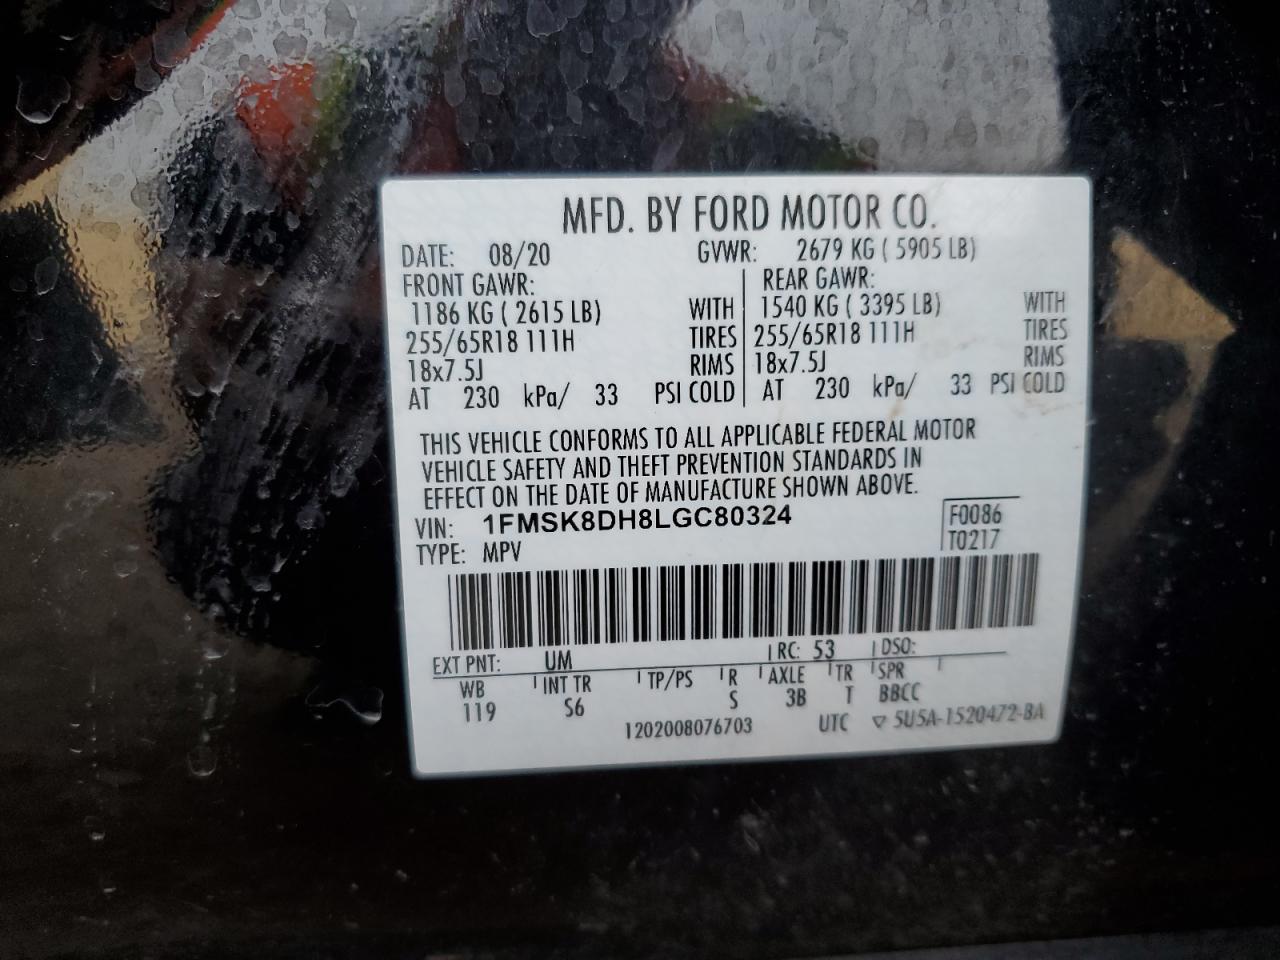 MFD. BY FORD MOTOR CO.
DATE: 08/20 GVWR: 2679 KG ( 5905 LB)
FRONT GAWR: REAR GAWR:
1186 KG ( 2615 LB) WITH 1540 KG ( 3395 LB) WITH
255/65R18 111H TIRES 255/65R18 111H TIRES
18x7.5J RIMS 18x7.5J RIMS
AT 230 kPa/ 33 PSI COLD AT 230 kPa/ 33 PSI COLD
THIS VEHICLE CONFORMS TO ALL APPLICABLE FEDERAL MOTOR
VEHICLE SAFETY AND THEFT PREVENTION STANDARDS IN
EFFECT ON THE DATE OF MANUFACTURE SHOWN ABOVE.
VIN: 1FMSK8DH8LGC80324 F0086
TYPE: MPV T0217
EXT PNT: UM RC: 53 DSO:
WB INT TR TP/PS R AXLE TR SPR
119 S6 S 3B T BBCC
1202008076703 UTC ▽ 5U5A-1520472-BA